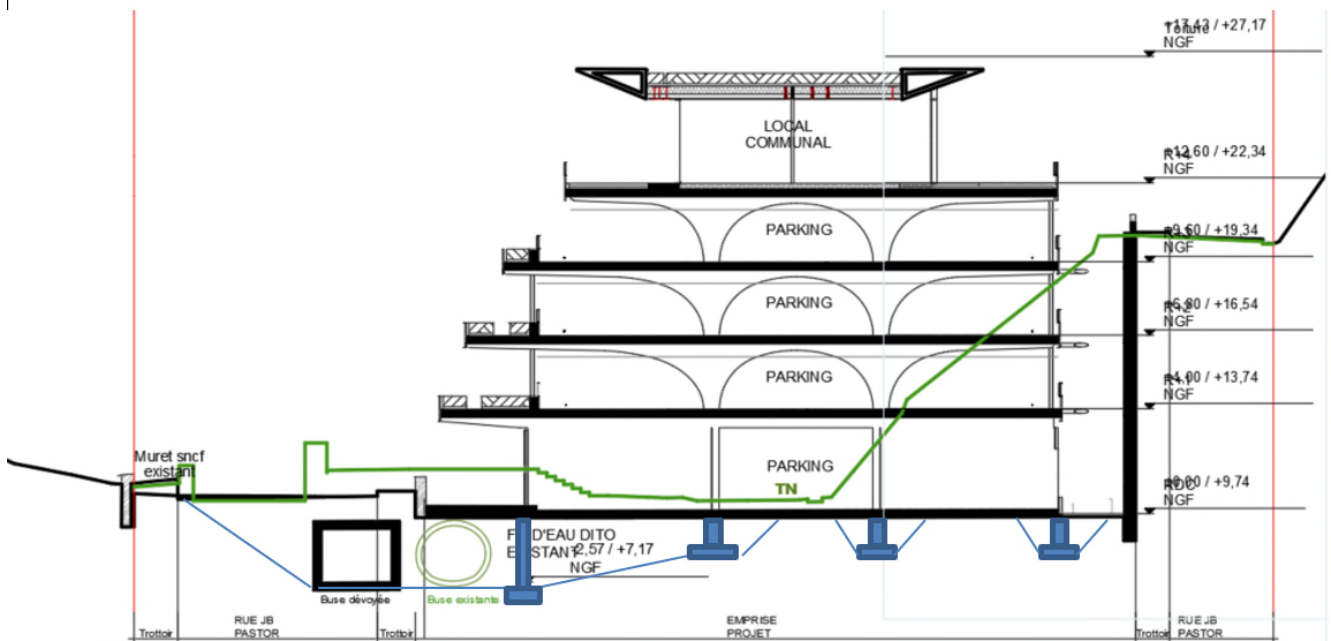 Toiture +17,43 / +27,17
NGF
LOCAL
COMMUNAL
R+4 +12,60 / +22,34
NGF
PARKING
R+3 +9,60 / +19,34
NGF
PARKING
R+2 +6,80 / +16,54
NGF
PARKING
R+1 +4,00 / +13,74
NGF
Muret sncf
existant
PARKING
TN
RDC +0,00 / +9,74
NGF
D'EAU DITO
-2,57 / +7,17
NGF
Buse dévoyée
Buse existante
Trottoir
RUE JB
PASTOR
Trottoir
EMPRISE
PROJET
Trottoir
RUE JB
PASTOR